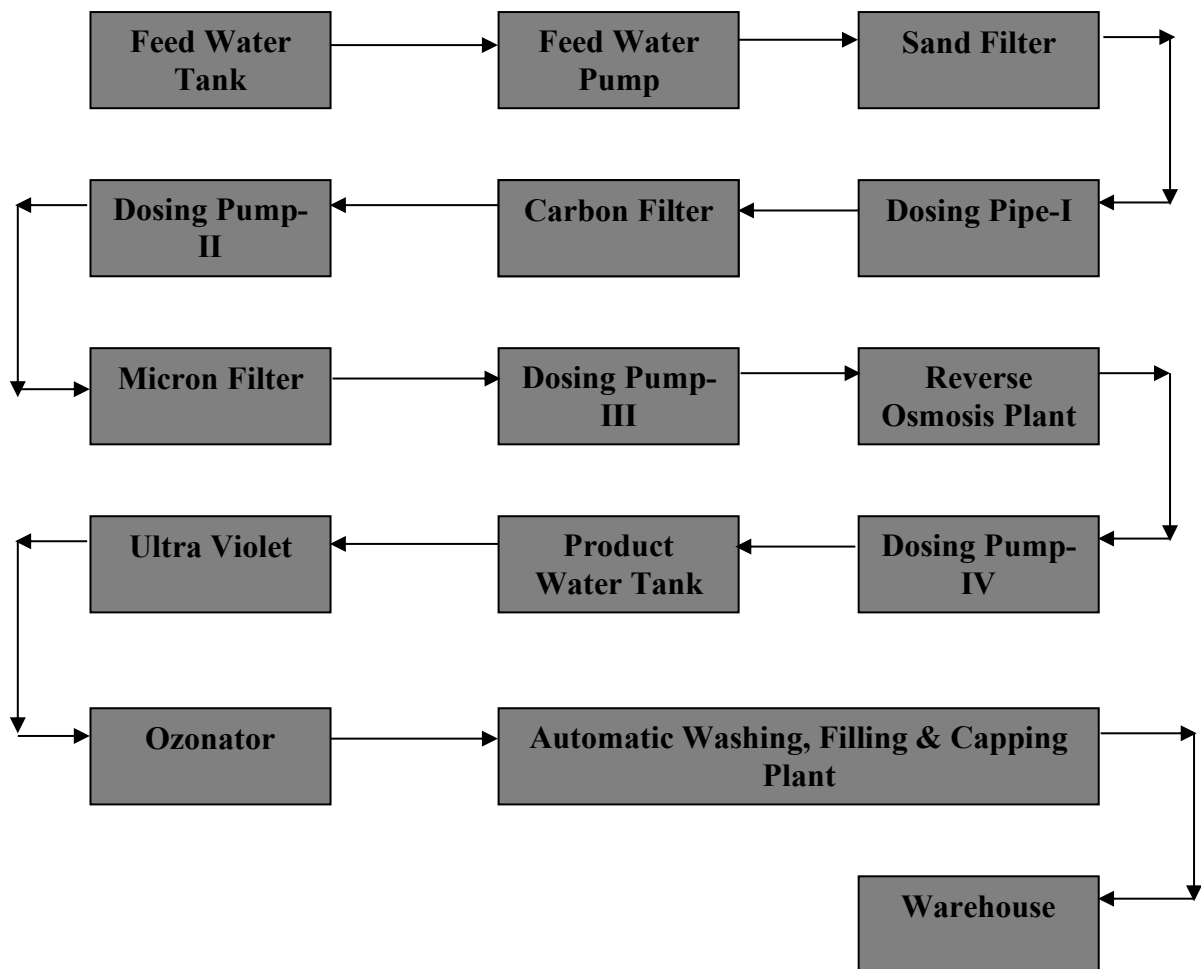 Feed Water
Tank
Feed Water
Pump
Sand Filter
Dosing Pump-
II
Carbon Filter
Dosing Pipe-I
Micron Filter
Dosing Pump-
III
Reverse
Osmosis Plant
Ultra Violet
Product
Water Tank
Dosing Pump-
IV
Ozonator
Automatic Washing, Filling & Capping
Plant
Warehouse